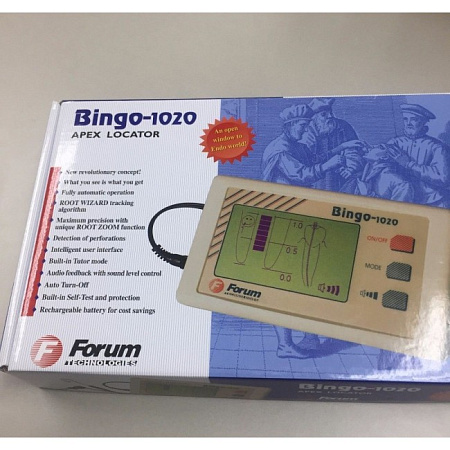 Bingo-1020
APEX LOCATOR
An open
window to
Endo world!
New revolutionary concept!
What you see is what you get
Fully automatic operation
ROOT WIZARD tracking
algorithm
Maximum precision with
unique ROOT ZOOM function
Detection of perforations
Intelligent user interface
Built-in Tutor mode
Audio feedback with sound level control
Auto Turn-Off
Built-in Self-Test and protection
Rechargeable battery for cost savings
Forum
TECHNOLOGIES
Bingo-1020
ON/OFF
MODE
1.0
0.5
0.0
Forum
Bingo-1020
APEX LOCATOR
Forum